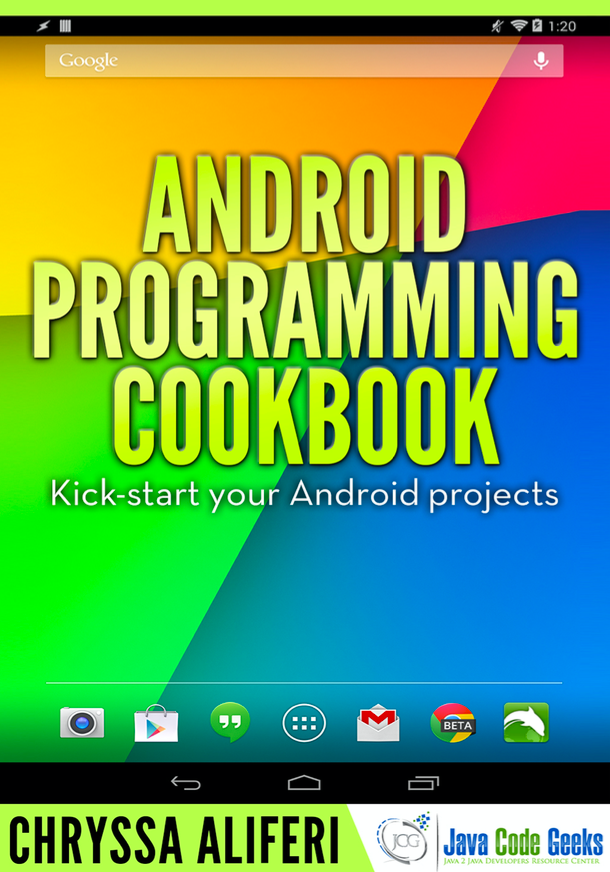 1:20
Google
ANDROID
PROGRAMMING
COOKBOOK
Kick-start your Android projects
BETA
CHRYSSA ALIFERI
JCG
Java Code Geeks
JAVA 2 JAVA DEVELOPERS RESOURCE CENTER